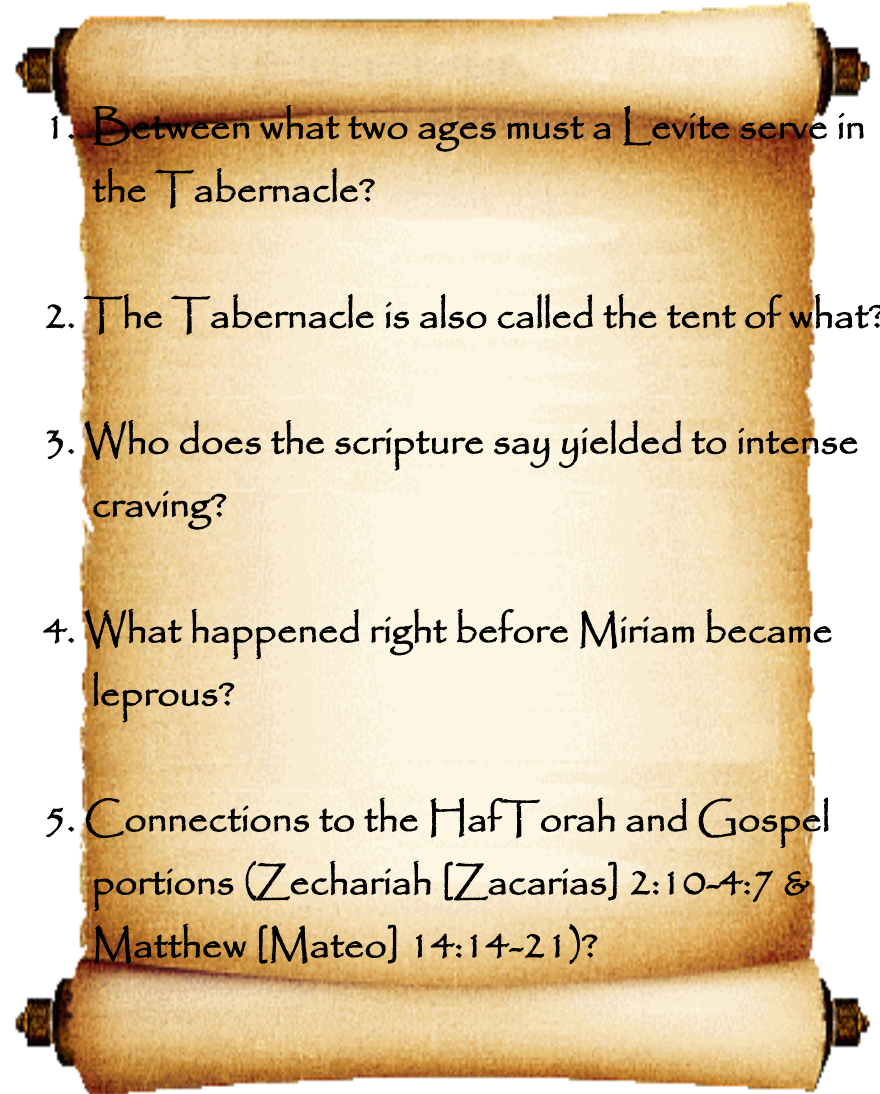 1. Between what two ages must a Levite serve in
the Tabernacle?
2. The Tabernacle is also called the tent of what?
3. Who does the scripture say yielded to intense
craving?
4. What happened right before Miriam became
leprous?
5. Connections to the HafTorah and Gospel
portions (Zechariah [Zacarias] 2:10-4:7 &
Matthew [Mateo] 14:14-21)?